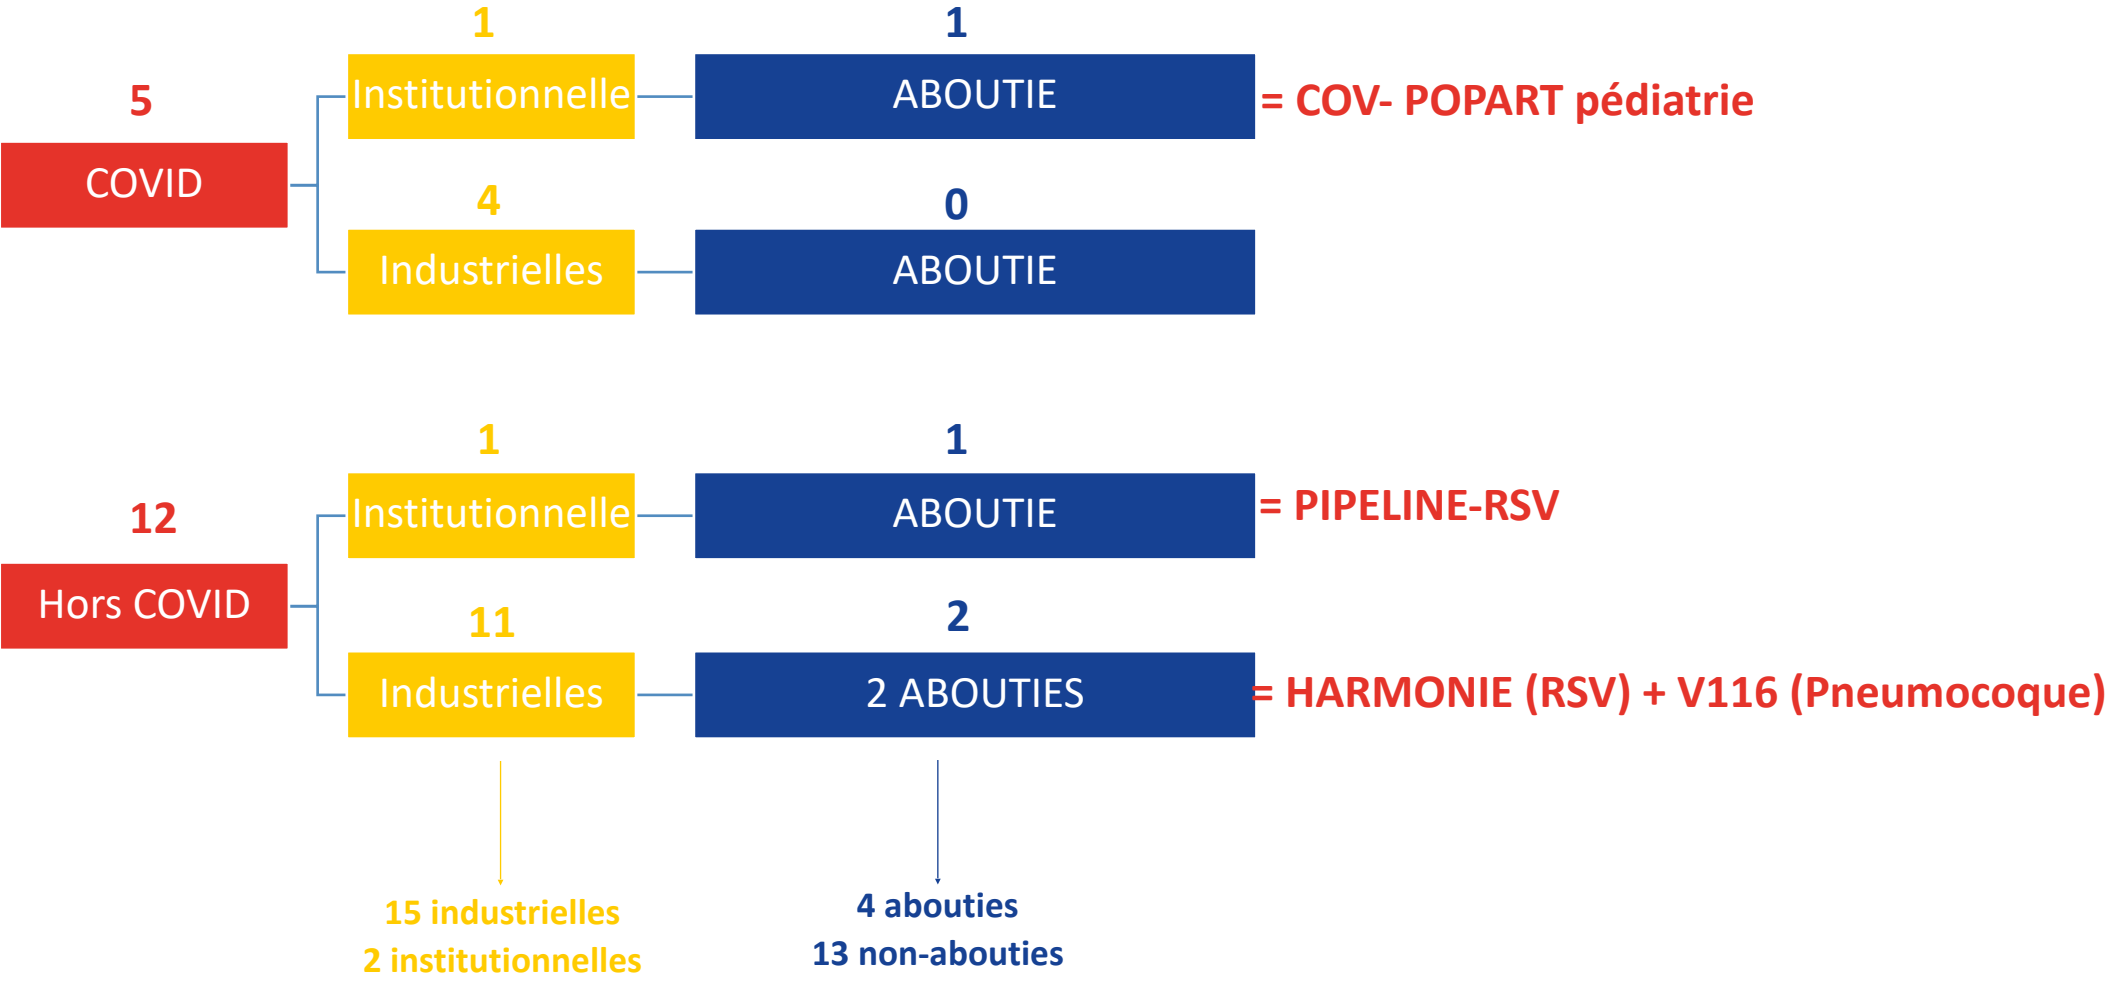 1
1
5
Institutionnelle
ABOUTIE
= COV- POPART pédiatrie
COVID
4
0
Industrielles
ABOUTIE
1
1
12
Institutionnelle
ABOUTIE
= PIPELINE-RSV
Hors COVID
11
2
Industrielles
2 ABOUTIES
= HARMONIE (RSV) + V116 (Pneumocoque)
15 industrielles
2 institutionnelles
4 abouties
13 non-abouties